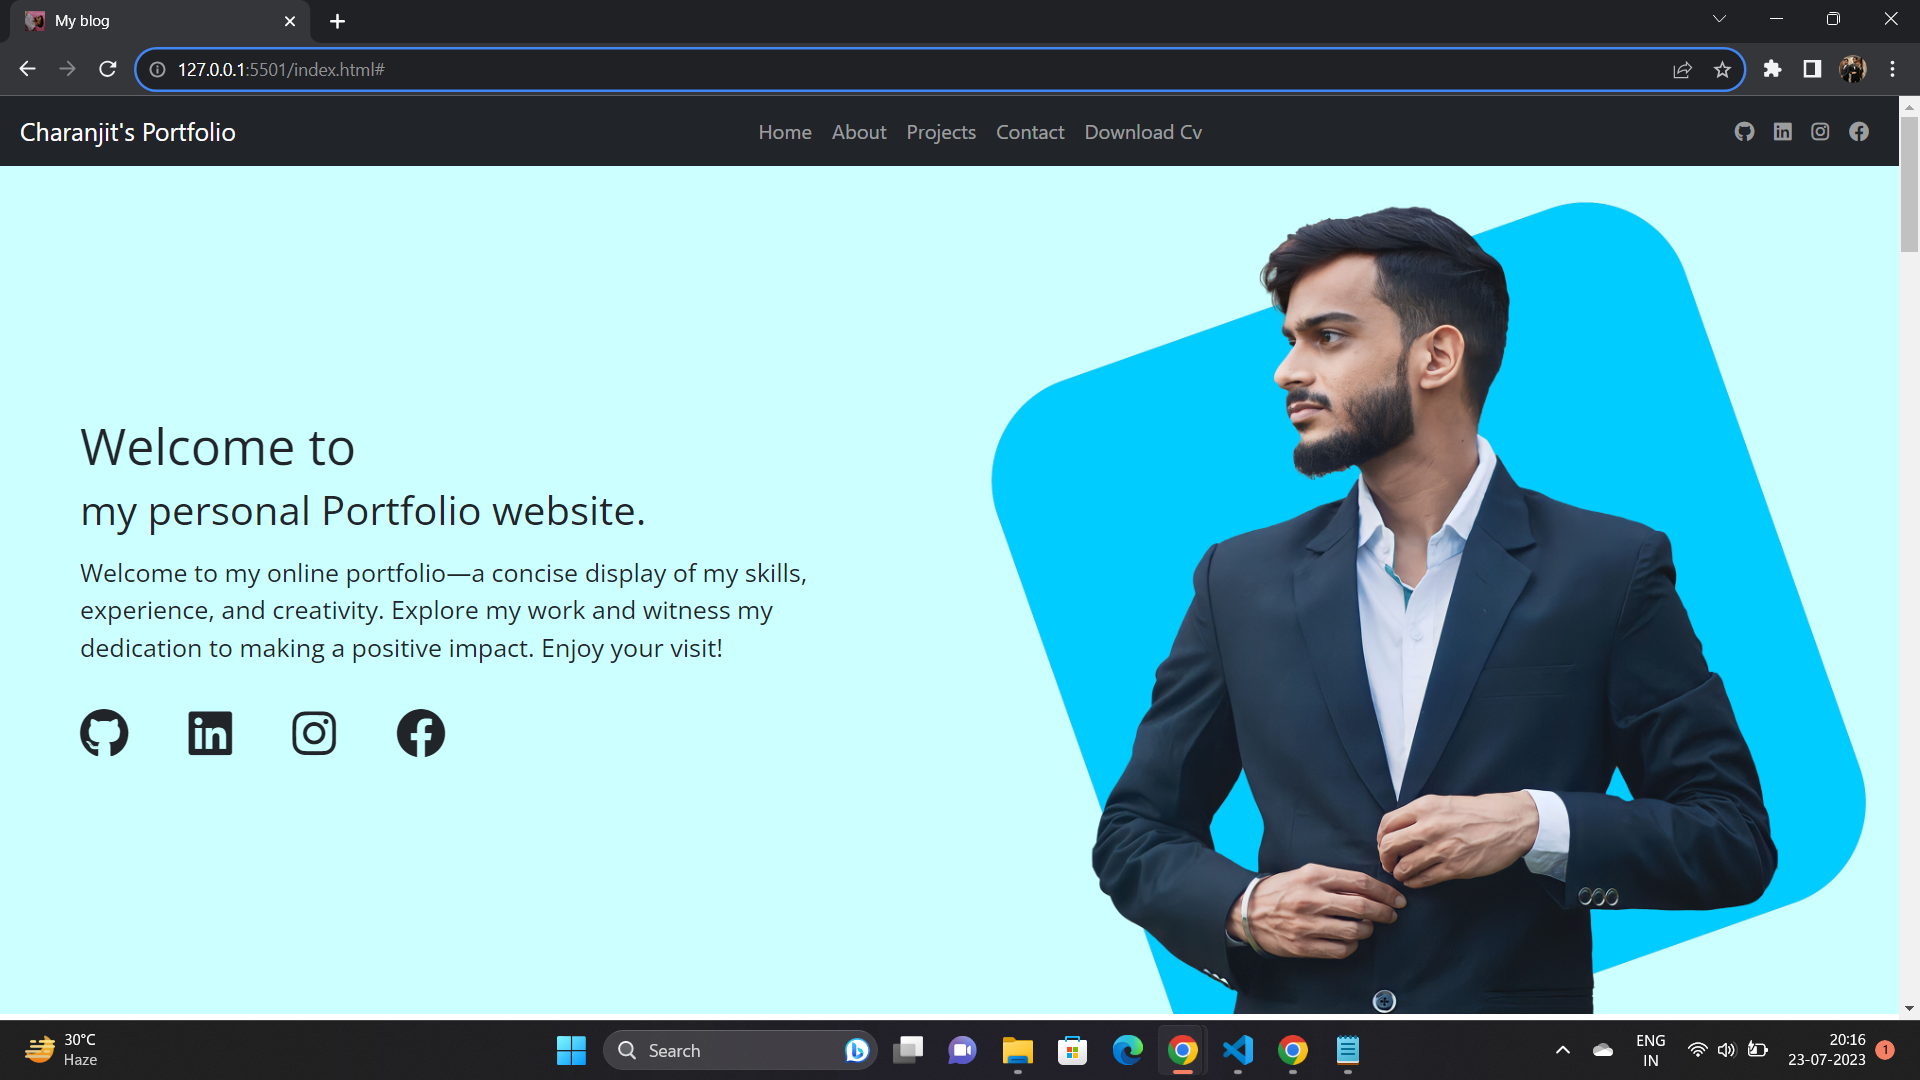 My blog
127.0.0.1:5501/index.html#
Charanjit's Portfolio
Home About Projects Contact Download Cv
Welcome to
my personal Portfolio website.
Welcome to my online portfolio—a concise display of my skills,
experience, and creativity. Explore my work and witness my
dedication to making a positive impact. Enjoy your visit!
30°C
Haze
Search
ENG
IN
20:16
23-07-2023
1